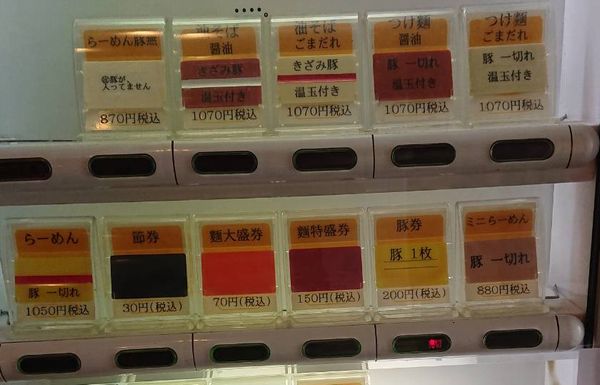 らーめん豚無
㊟豚が
入ってません
870円税込
油そば
醤油
きざみ豚
温玉付き
1070円税込
油そば
ごまだれ
きざみ豚
温玉付き
1070円税込
つけ麺
醤油
豚 一切れ
温玉付き
1070円税込
つけ麺
ごまだれ
豚 一切れ
温玉付き
1070円税込
らーめん
豚 一切れ
1050円税込
節券
30円(税込)
麺大盛券
70円(税込)
麺特盛券
150円(税込)
豚券
豚 1枚
200円(税込)
ミニらーめん
豚 一切れ
880円税込